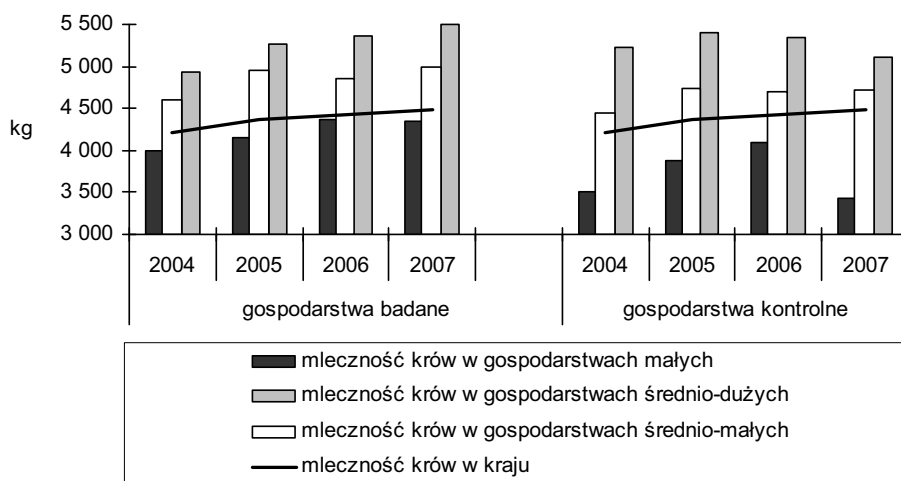 5 500
5 000
kg
4 500
4 000
3 500
3 000
2004 2005 2006 2007 2004 2005 2006 2007
gospodarstwa badane gospodarstwa kontrolne
mleczność krów w gospodarstwach małych
mleczność krów w gospodarstwach średnio-dużych
mleczność krów w gospodarstwach średnio-małych
mleczność krów w kraju